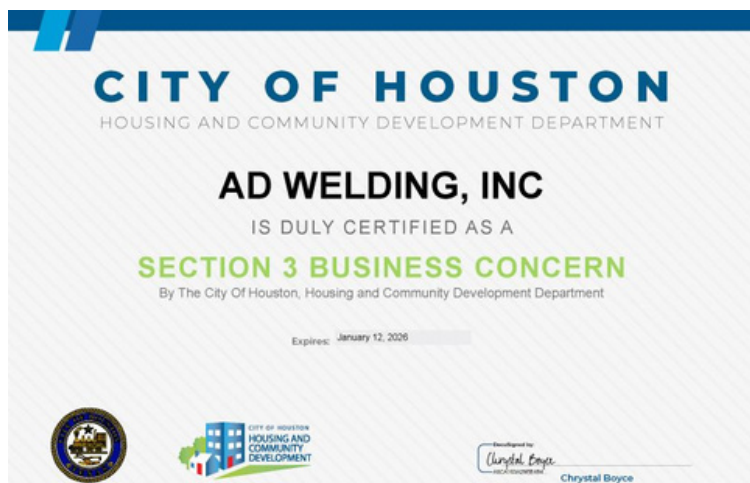 CITY OF HOUSTON
HOUSING AND COMMUNITY DEVELOPMENT DEPARTMENT
AD WELDING, INC
IS DULY CERTIFIED AS A
SECTION 3 BUSINESS CONCERN
By The City Of Houston, Housing and Community Development Department
Expires: January 12, 2026
CITY OF HOUSTON
HOUSING AND
COMMUNITY
DEVELOPMENT
DocuSigned by:
Chrystal Boyce
Chrystal Boyce